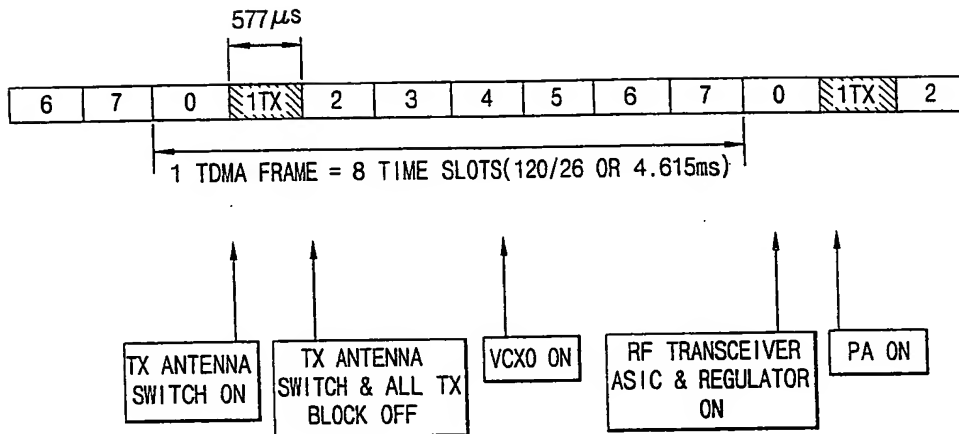 577μs
6 7 0 1TX 2 3 4 5 6 7 0 1TX 2
1 TDMA FRAME = 8 TIME SLOTS(120/26 OR 4.615ms)
TX ANTENNA
SWITCH ON
TX ANTENNA
SWITCH & ALL TX
BLOCK OFF
VCXO ON
RF TRANSCEIVER
ASIC & REGULATOR
ON
PA ON